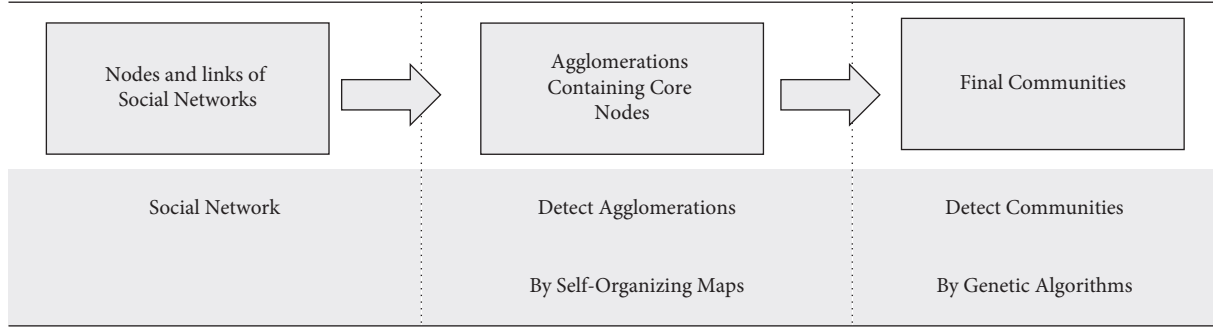 Nodes and links of
Social Networks
Agglomerations
Containing Core
Nodes
Final Communities
Social Network
Detect Agglomerations
Detect Communities
By Self-Organizing Maps
By Genetic Algorithms